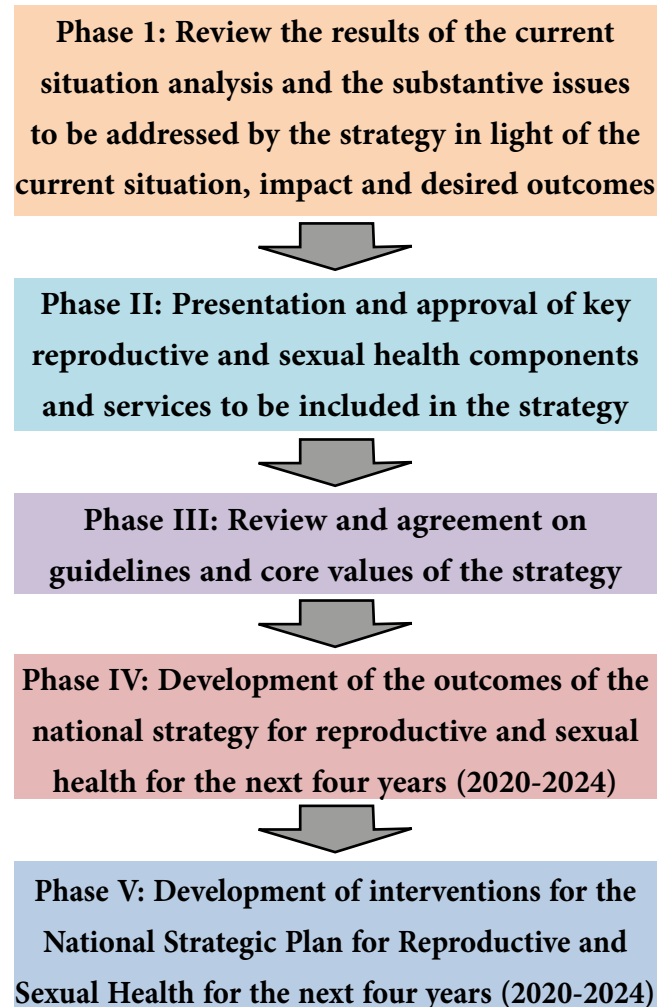 Phase 1: Review the results of the current
situation analysis and the substantive issues
to be addressed by the strategy in light of the
current situation, impact and desired outcomes
Phase II: Presentation and approval of key
reproductive and sexual health components
and services to be included in the strategy
Phase III: Review and agreement on
guidelines and core values of the strategy
Phase IV: Development of the outcomes of the
national strategy for reproductive and sexual
health for the next four years (2020-2024)
Phase V: Development of interventions for the
National Strategic Plan for Reproductive and
Sexual Health for the next four years (2020-2024)